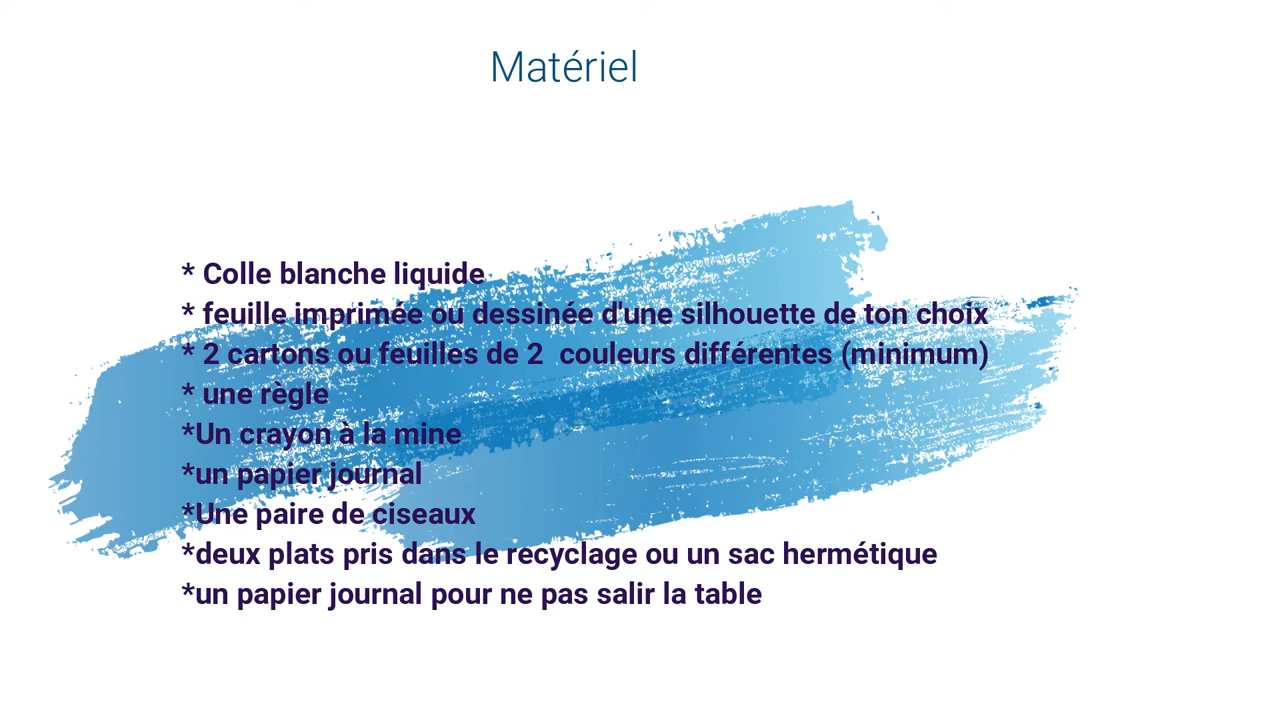 Matériel
* Colle blanche liquide
* feuille imprimée ou dessinée d'une silhouette de ton choix
* 2 cartons ou feuilles de 2  couleurs différentes (minimum)
* une règle
*Un crayon à la mine
*un papier journal
*Une paire de ciseaux
*deux plats pris dans le recyclage ou un sac hermétique
*un papier journal pour ne pas salir la table